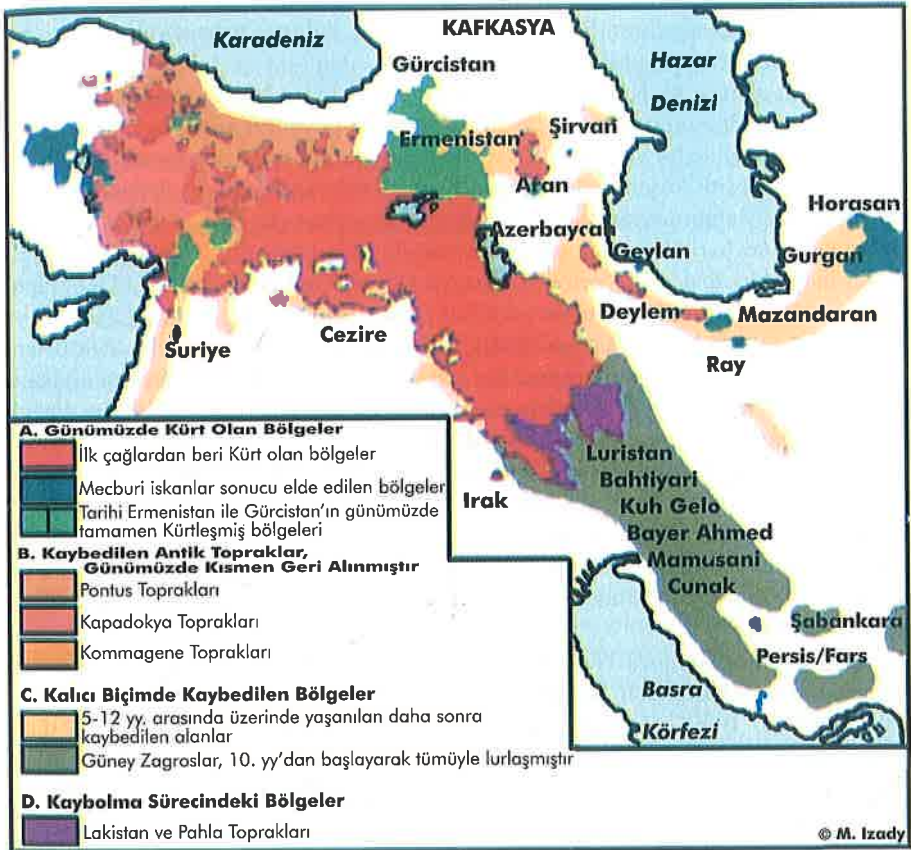 KAFKASYA
Karadeniz
Gürcistan
Hazar
Denizi
Ermenistan
Şirvan
Aran
Horasan
Azerbaycan
Geylan
Gurgan
Deylem
Mazandaran
Suriye
Cezire
Ray
Luristan
Bahtiyari
Kuh Gelo
Bayer Ahmed
Mamusani
Cunak
Irak
Şabankara
Persis/Fars
Basra
Körfezi
A. Günümüzde Kürt Olan Bölgeler
İlk çağlardan beri Kürt olan bölgeler
Mecburi iskanlar sonucu elde edilen bölgeler
Tarihi Ermenistan ile Gürcistan'ın günümüzde
tamamen Kürtleşmiş bölgeleri
B. Kaybedilen Antik Topraklar,
Günümüzde Kısmen Geri Alınmıştır
Pontus Toprakları
Kapadokya Toprakları
Kommagene Toprakları
C. Kalıcı Biçimde Kaybedilen Bölgeler
5-12 yy. arasında üzerinde yaşanılan daha sonra
kaybedilen alanlar
Güney Zagroslar, 10. yy'dan başlayarak tümüyle lurlaşmıştır
D. Kaybolma Sürecindeki Bölgeler
Lakistan ve Pahla Toprakları
© M. Izady